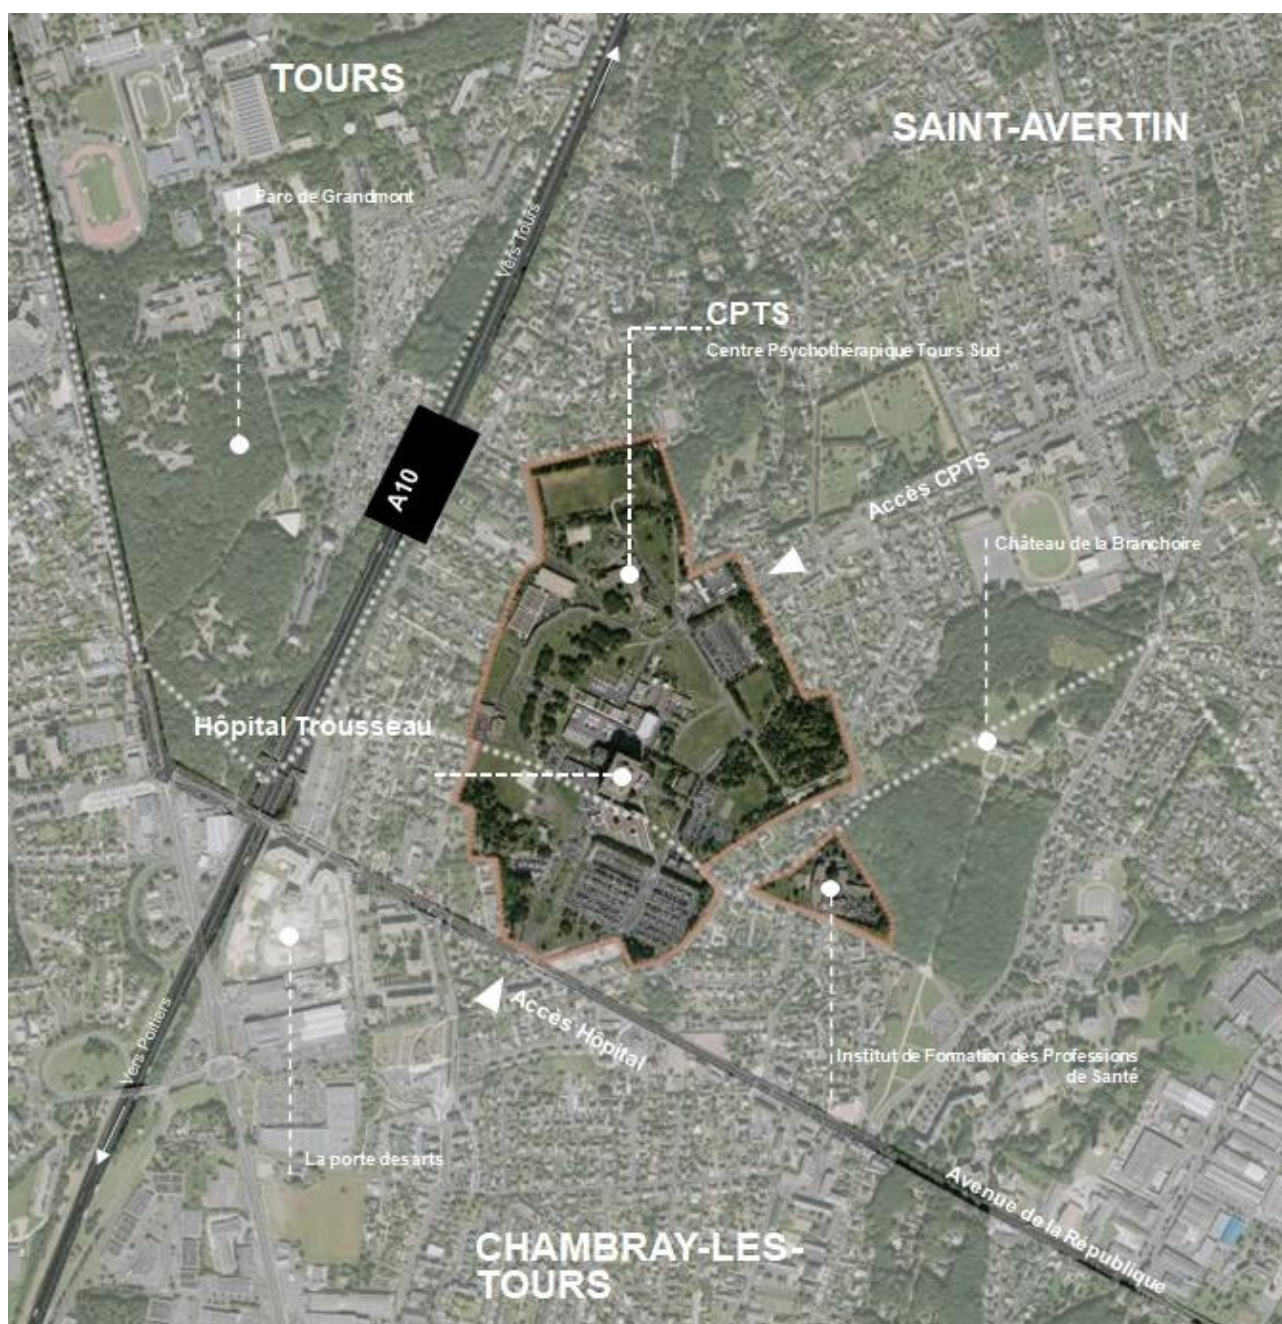 TOURS
SAINT-AVERTIN
Parc de Grandmont
Vers Tours
CPTS
Centre Psychothérapique Tours Sud
A10
Accès CPTS
Château de la Branchoire
Hôpital Trousseau
Accès Hôpital
Vers Poitiers
Institut de Formation des Professions
de Santé
La porte des arts
Avenue de la République
CHAMBRAY-LES-
TOURS